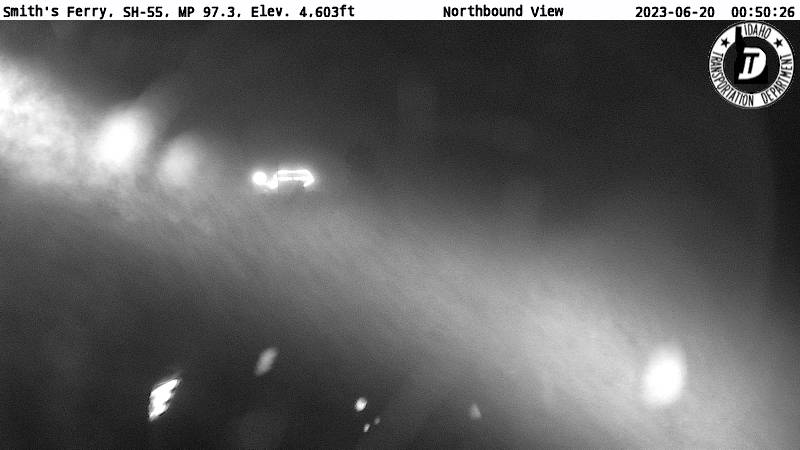 Smith's Ferry, SH-55, MP 97.3, Elev. 4,603ft Northbound View 2023-06-20 00:50:26
IDAHO
TRANSPORTATION DEPARTMENT